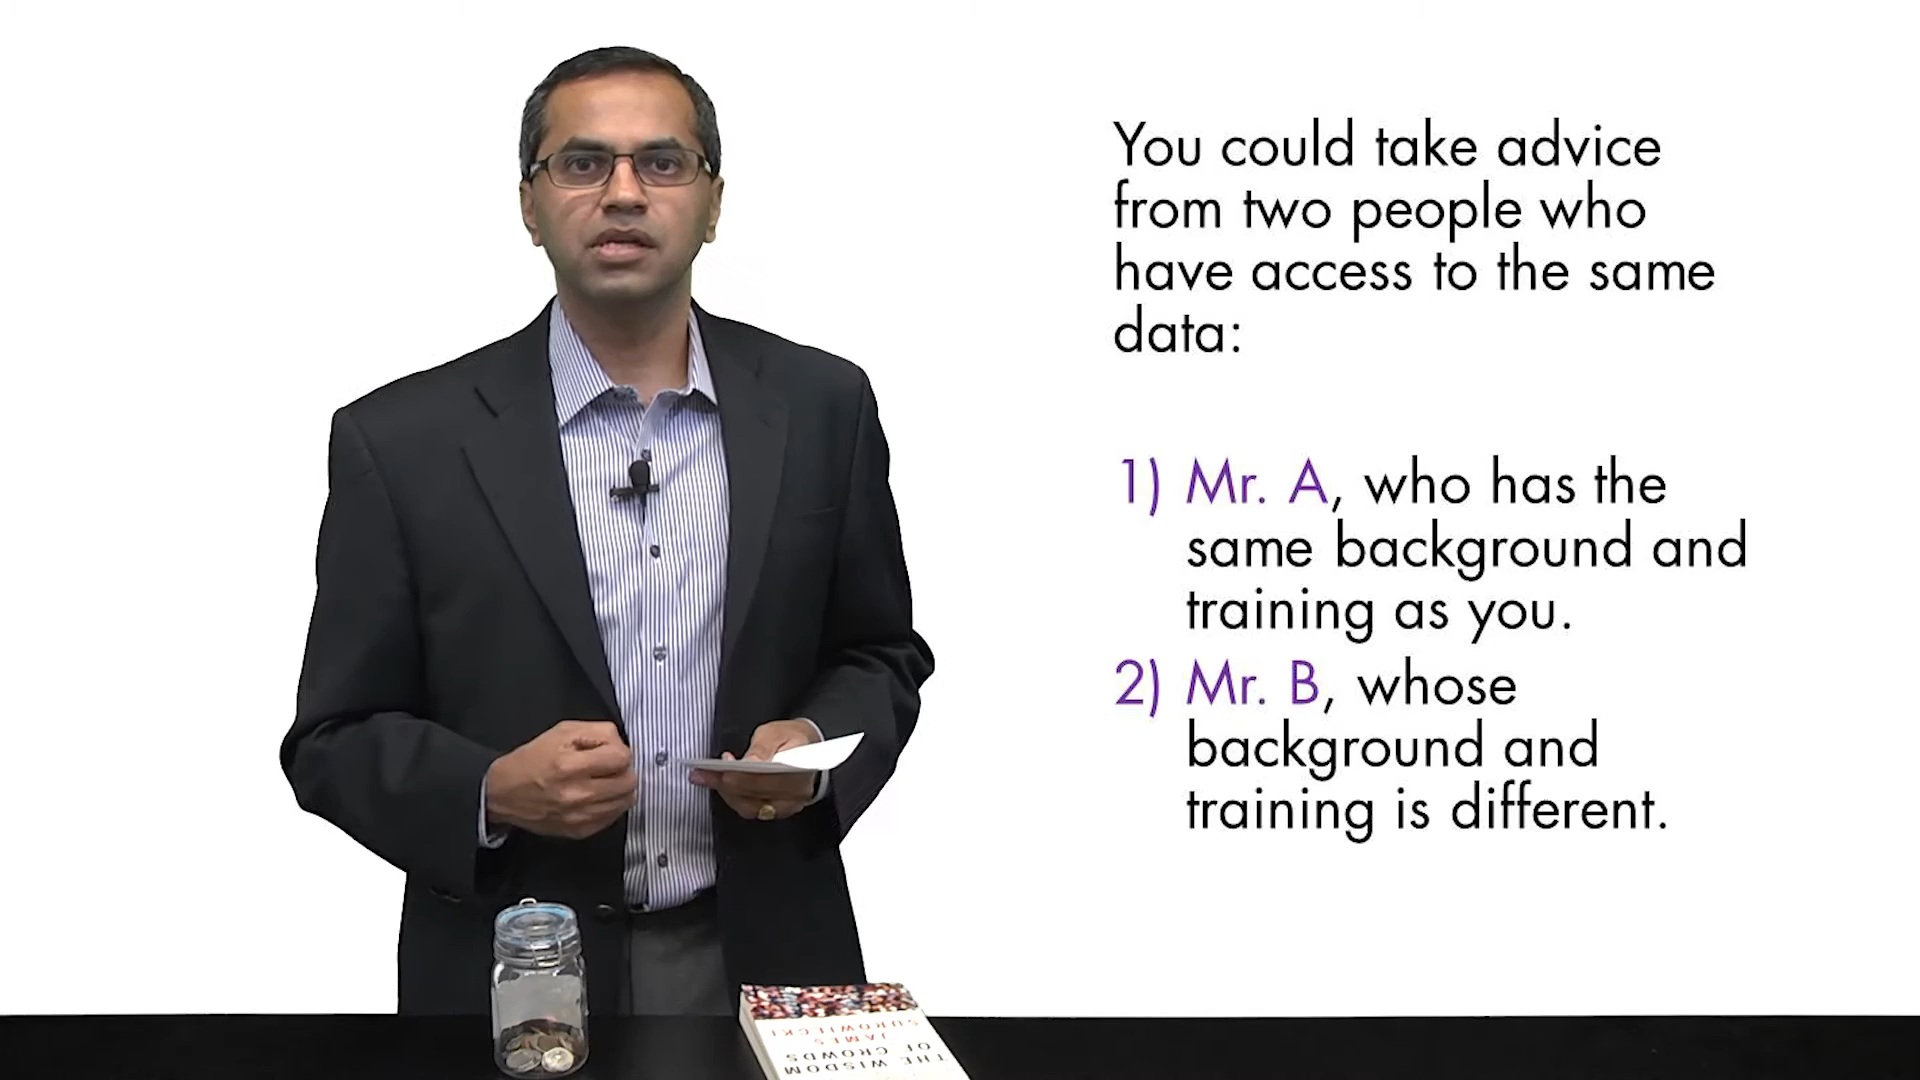 You could take advice
from two people who
have access to the same
data:
1) Mr. A, who has the
same background and
training as you.
2) Mr. B, whose
background and
training is different.
THE WISDOM
OF CROWDS
JAMES
SUROWIECKI